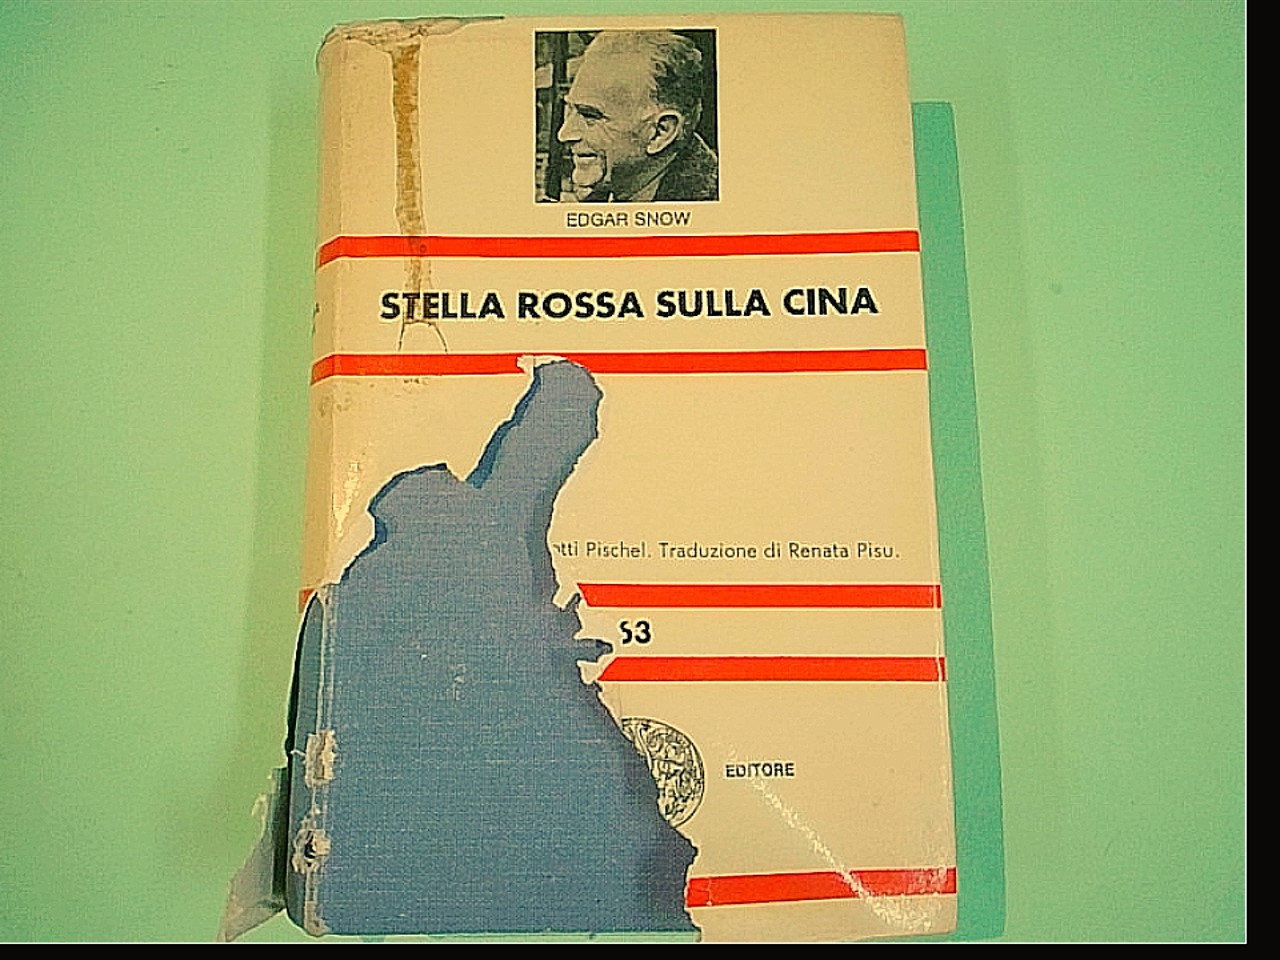 EDGAR SNOW
STELLA ROSSA SULLA CINA
Pischel. Traduzione di Renata Pisu.
EDITORE